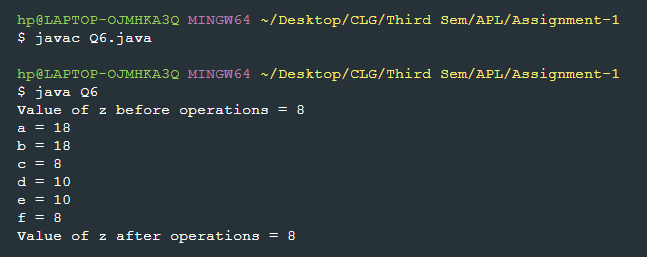 hp@LAPTOP-OJMHKA3Q MINGW64 ~/Desktop/CLG/Third Sem/APL/Assignment-1
$ javac Q6.java
hp@LAPTOP-OJMHKA3Q MINGW64 ~/Desktop/CLG/Third Sem/APL/Assignment-1
$ java Q6
Value of z before operations = 8
a = 18
b = 18
c = 8
d = 10
e = 10
f = 8
Value of z after operations = 8